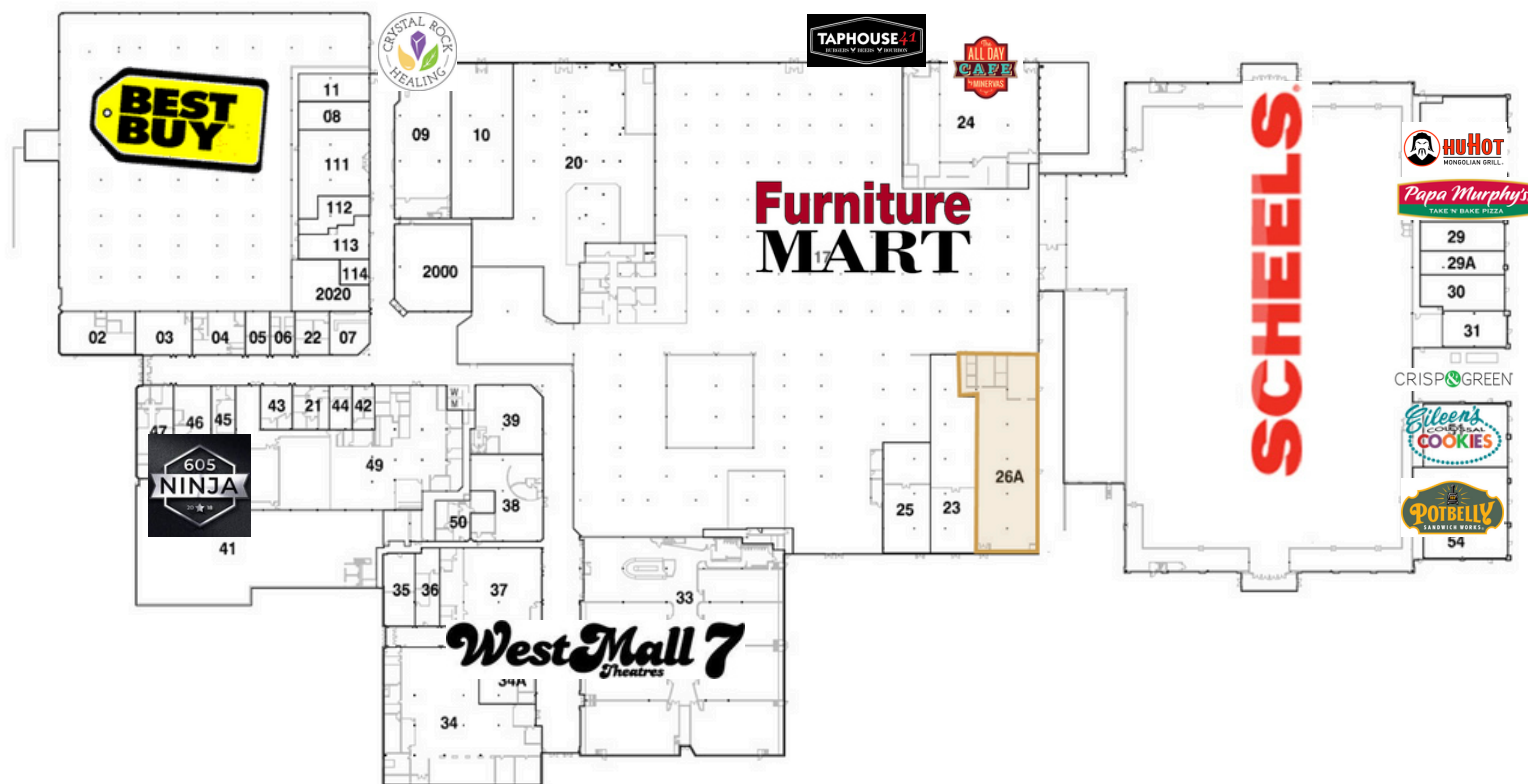 CRYSTAL ROCK
HEALING
TAPHOUSE 41
BURGERS BEERS BOURBON
The
ALL DAY
CAFE
by MINERVAS
BEST
BUY™
11
08
111
112
113
114
2020
09
10
20
2000
24
Furniture
MART
17
SCHEELS®
HUHOT
MONGOLIAN GRILL.
Papa Murphy's
TAKE 'N' BAKE PIZZA
29
29A
30
31
CRISP&GREEN
Eileen's
COLOSSAL
COOKIES
POTBELLY
SANDWICH WORKS.
54
02
03
04
05
06
22
07
47
46
45
43
21
44
42
W
M
39
49
38
50
605
NINJA
20 18
41
25
23
26A
35
36
37
33
West Mall 7
Theatres
34A
34